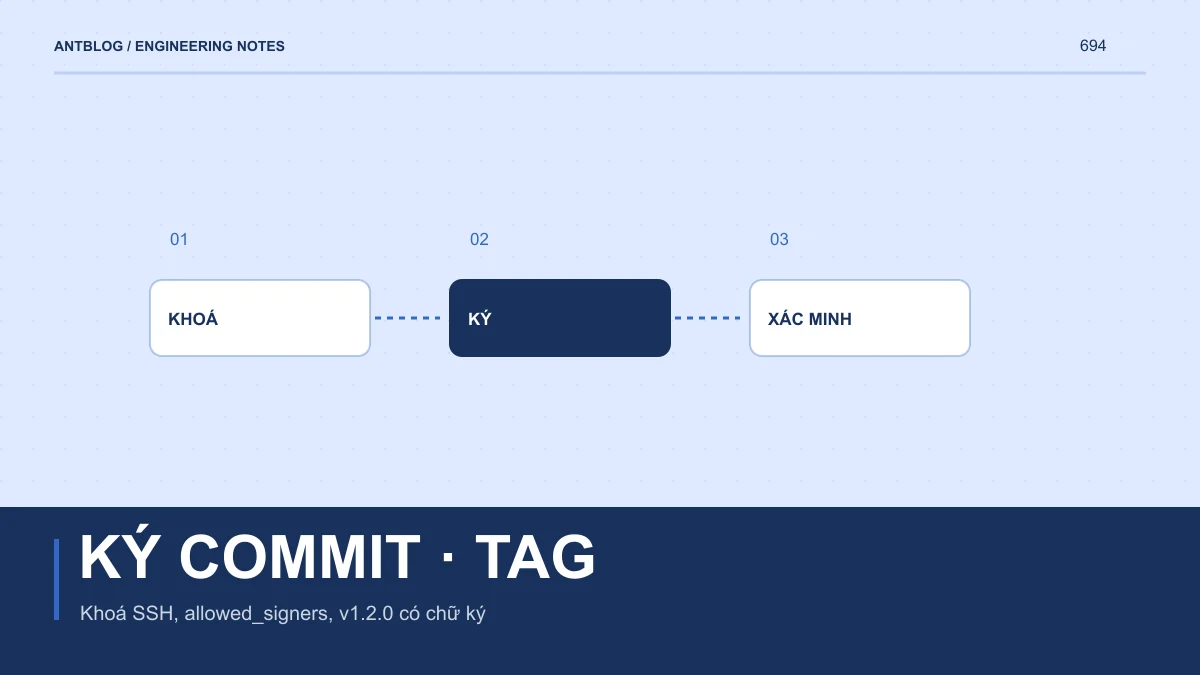 ANTBLOG / ENGINEERING NOTES
694
01
02
03
KHOÁ
KÝ
XÁC MINH
KÝ COMMIT · TAG
Khoá SSH, allowed_signers, v1.2.0 có chữ ký